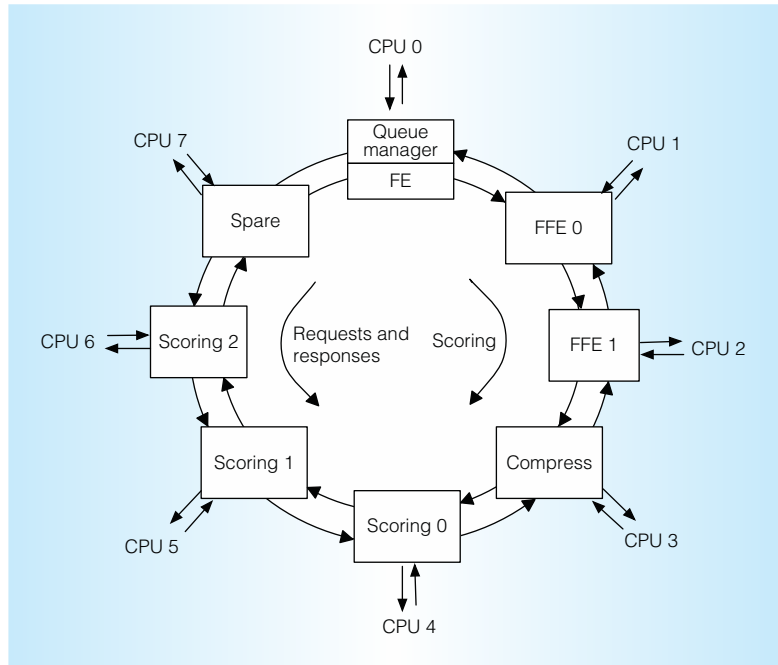 CPU 0
Queue
manager
FE
CPU 7
CPU 1
Spare
FFE 0
CPU 6
Scoring 2
Requests and
responses
Scoring
FFE 1
CPU 2
Scoring 1
Compress
CPU 5
Scoring 0
CPU 3
CPU 4